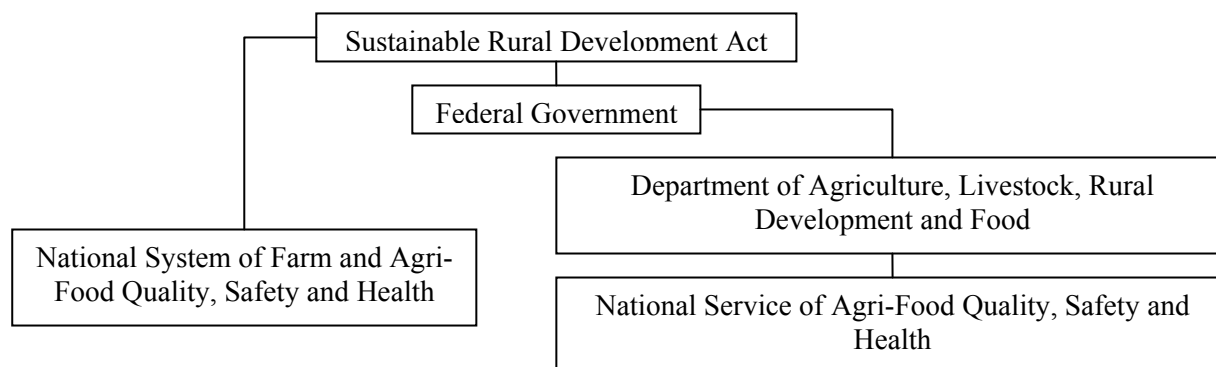 Sustainable Rural Development Act
Federal Government
Department of Agriculture, Livestock, Rural
Development and Food
National System of Farm and Agri-
Food Quality, Safety and Health
National Service of Agri-Food Quality, Safety and
Health